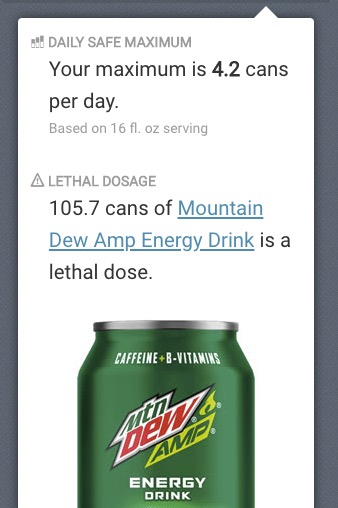 DAILY SAFE MAXIMUM
Your maximum is 4.2 cans
per day.
Based on 16 fl. oz serving
LETHAL DOSAGE
105.7 cans of Mountain
Dew Amp Energy Drink is a
lethal dose.
CAFFEINE+B-VITAMINS
mtn
DEW
AMP
ENERGY
DRINK